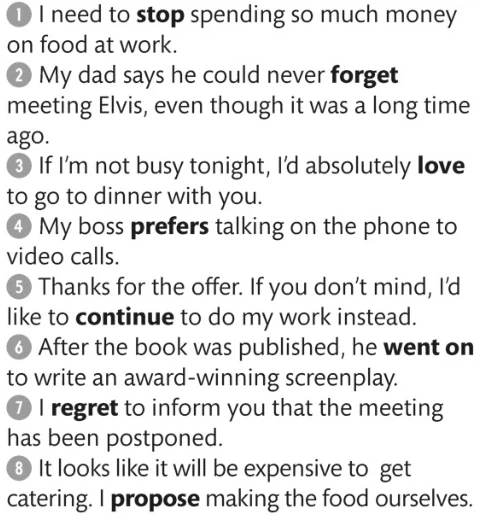 1 I need to stop spending so much money
on food at work.
2 My dad says he could never forget
meeting Elvis, even though it was a long time
ago.
3 If I'm not busy tonight, I'd absolutely love
to go to dinner with you.
4 My boss prefers talking on the phone to
video calls.
5 Thanks for the offer. If you don't mind, I'd
like to continue to do my work instead.
6 After the book was published, he went on
to write an award-winning screenplay.
7 I regret to inform you that the meeting
has been postponed.
8 It looks like it will be expensive to  get
catering. I propose making the food ourselves.